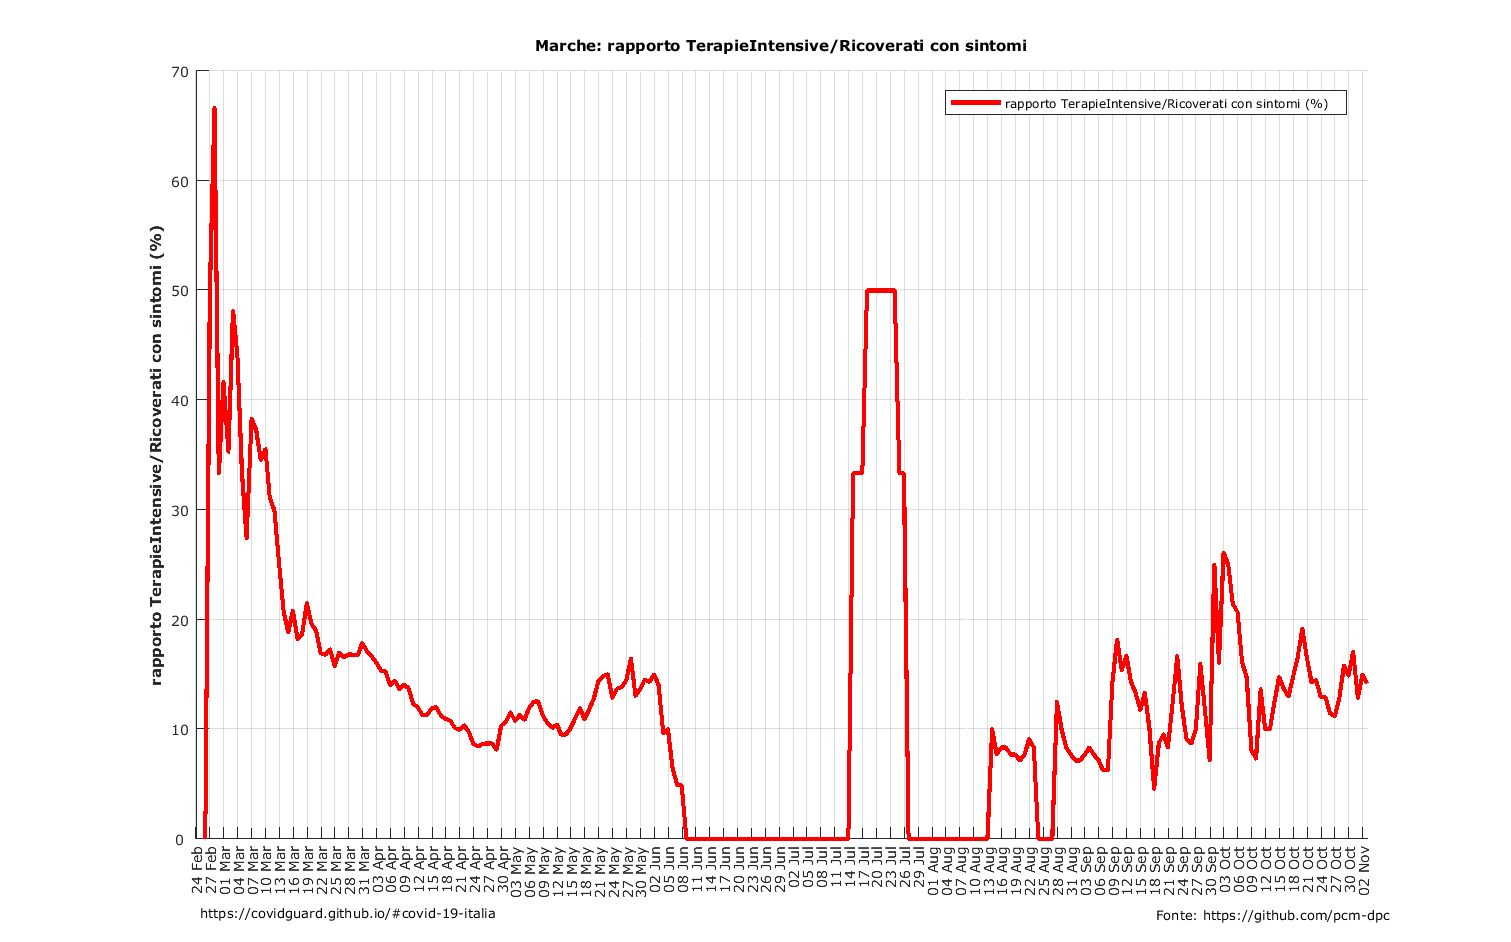 Marche: rapporto TerapieIntensive/Ricoverati con sintomi
rapporto TerapieIntensive/Ricoverati con sintomi (%)
rapporto TerapieIntensive/Ricoverati con sintomi (%)
70
60
50
40
30
20
10
0
24 Feb
27 Feb
01 Mar
04 Mar
07 Mar
10 Mar
13 Mar
16 Mar
19 Mar
22 Mar
25 Mar
28 Mar
31 Mar
03 Apr
06 Apr
09 Apr
12 Apr
15 Apr
18 Apr
21 Apr
24 Apr
27 Apr
30 Apr
03 May
06 May
09 May
12 May
15 May
18 May
21 May
24 May
27 May
30 May
02 Jun
05 Jun
08 Jun
11 Jun
14 Jun
17 Jun
20 Jun
23 Jun
26 Jun
29 Jun
02 Jul
05 Jul
08 Jul
11 Jul
14 Jul
17 Jul
20 Jul
23 Jul
26 Jul
29 Jul
01 Aug
04 Aug
07 Aug
10 Aug
13 Aug
16 Aug
19 Aug
22 Aug
25 Aug
28 Aug
31 Aug
03 Sep
06 Sep
09 Sep
12 Sep
15 Sep
18 Sep
21 Sep
24 Sep
27 Sep
30 Sep
03 Oct
06 Oct
09 Oct
12 Oct
15 Oct
18 Oct
21 Oct
24 Oct
27 Oct
30 Oct
02 Nov
https://covidguard.github.io/#covid-19-italia
Fonte: https://github.com/pcm-dpc